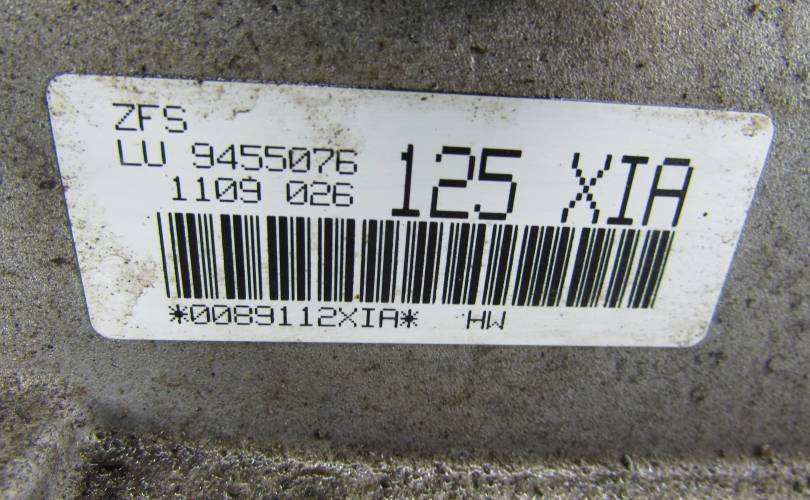 ZFS
LU 9455076
1109 026
125 XIA
*0089112XIA* HW